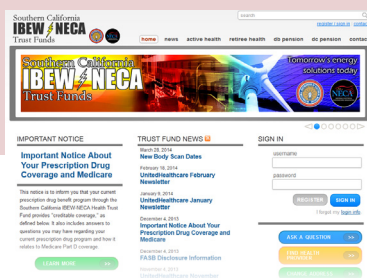 Southern California
IBEW NECA
Trust Funds
search
register / sign in
home news active health retiree health db pension dc pension contact
Southern California
IBEW NECA
Trust Funds
Tomorrow's energy
solutions today
IMPORTANT NOTICE
Important Notice About
Your Prescription Drug
Coverage and Medicare
This notice is to inform you that your current
prescription drug benefit program through the
Southern California IBEW-NECA Health Trust
Fund provides "creditable coverage," as
defined below. It also includes answers to
questions you may have regarding your
current prescription drug program and how it
relates to Medicare Part D coverage.
LEARN MORE >>
TRUST FUND NEWS
March 28, 2014
New Body Scan Dates
February 18, 2014
UnitedHealthcare February
Newsletter
January 9, 2014
UnitedHealthcare January
Newsletter
December 4, 2013
Important Notice About Your
Prescription Drug Coverage and
Medicare
December 4, 2013
FASB Disclosure Information
SIGN IN
username
password
REGISTER SIGN IN
I forgot my login info
ASK A QUESTION >>
FIND HEALTH
PROVIDER >>